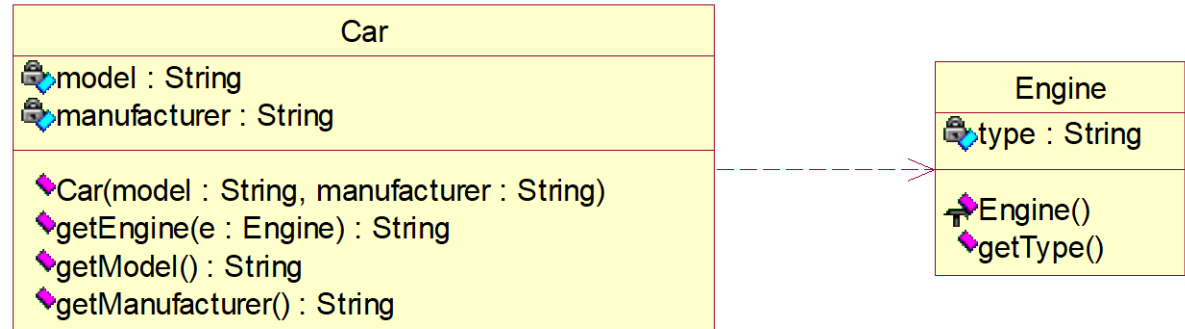 Car
model : String
manufacturer : String
Car(model : String, manufacturer : String)
getEngine(e : Engine) : String
getModel() : String
getManufacturer() : String
Engine
type : String
Engine()
getType()